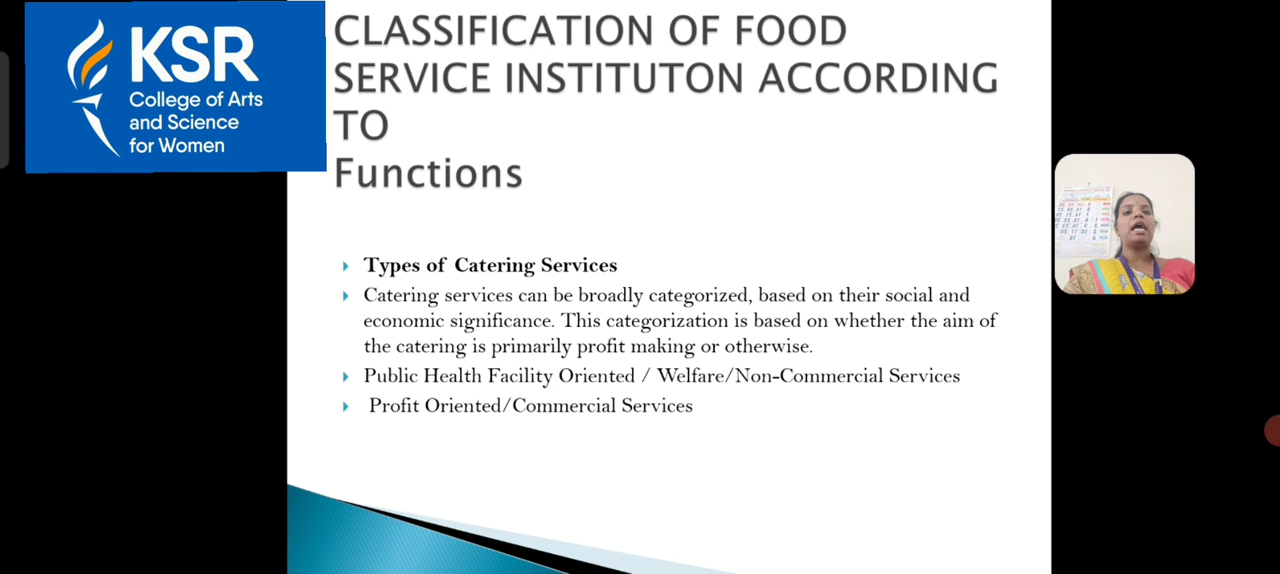 KSR
College of Arts
and Science
for Women
CLASSIFICATION OF FOOD
SERVICE INSTITUTON ACCORDING
TO
Functions
Types of Catering Services
Catering services can be broadly categorized, based on their social and
economic significance. This categorization is based on whether the aim of
the catering is primarily profit making or otherwise.
Public Health Facility Oriented / Welfare/Non-Commercial Services
Profit Oriented/Commercial Services